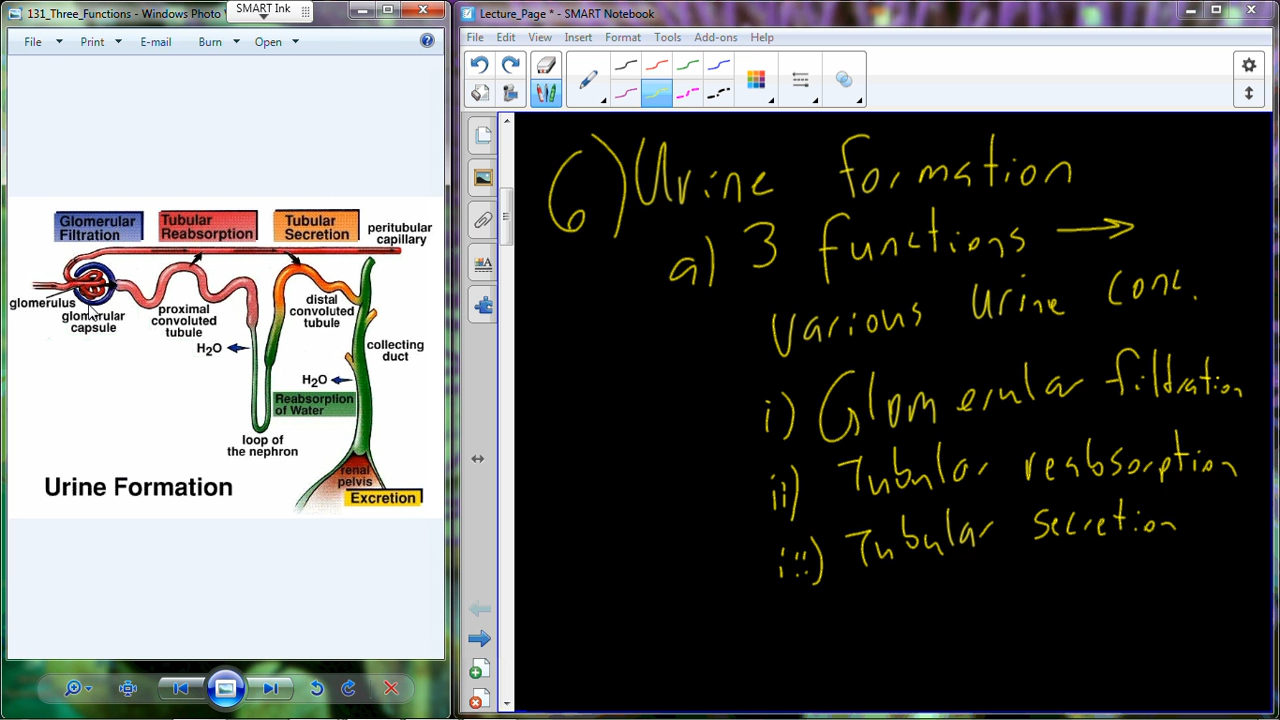 131_Three_Functions - Windows Photo V
SMART Ink
File Print E-mail Burn Open
Glomerular
Filtration
Tubular
Reabsorption
Tubular
Secretion
peritubular
capillary
glomerulus
glomerular
capsule
proximal
convoluted
tubule
distal
convoluted
tubule
H₂O
collecting
duct
H₂O
Reabsorption
of Water
loop of
the nephron
renal
pelvis
Excretion
Urine Formation
Lecture_Page * - SMART Notebook
File Edit View Insert Format Tools Add-ons Help
6) Urine formation
a) 3 functions →
various urine conc.
i) Glomerular filtration
ii) Tubular reabsorption
iii) Tubular secretion